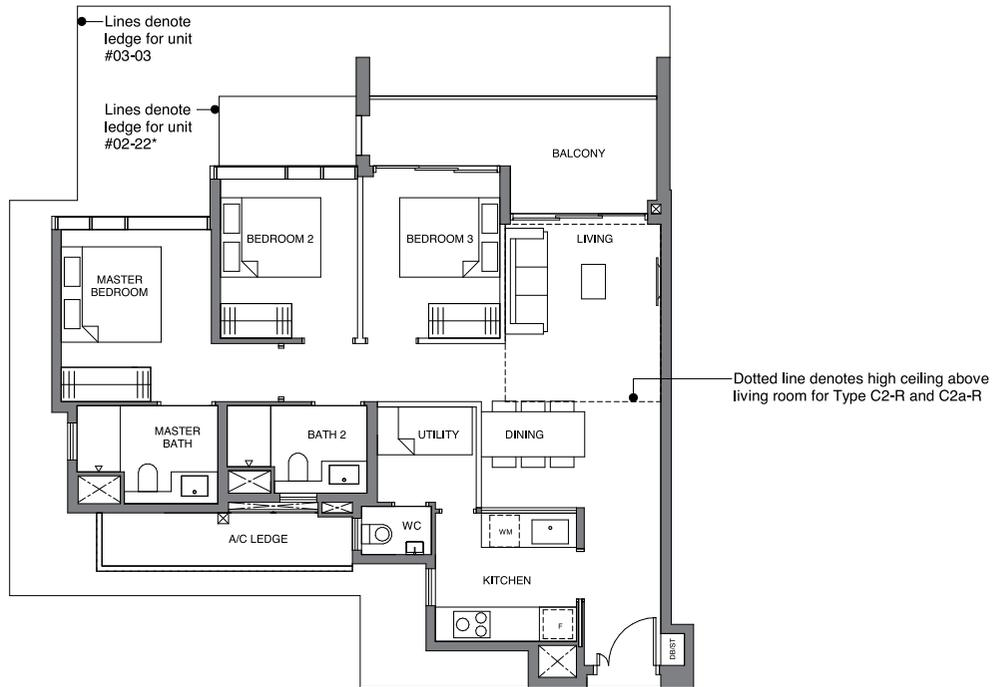 Lines denote
ledge for unit
#03-03
Lines denote
ledge for unit
#02-22*
BALCONY
BEDROOM 2
BEDROOM 3
LIVING
MASTER
BEDROOM
Dotted line denotes high ceiling above
living room for Type C2-R and C2a-R
MASTER
BATH
BATH 2
UTILITY
DINING
A/C LEDGE
WC
WM
KITCHEN
F
DB/ST